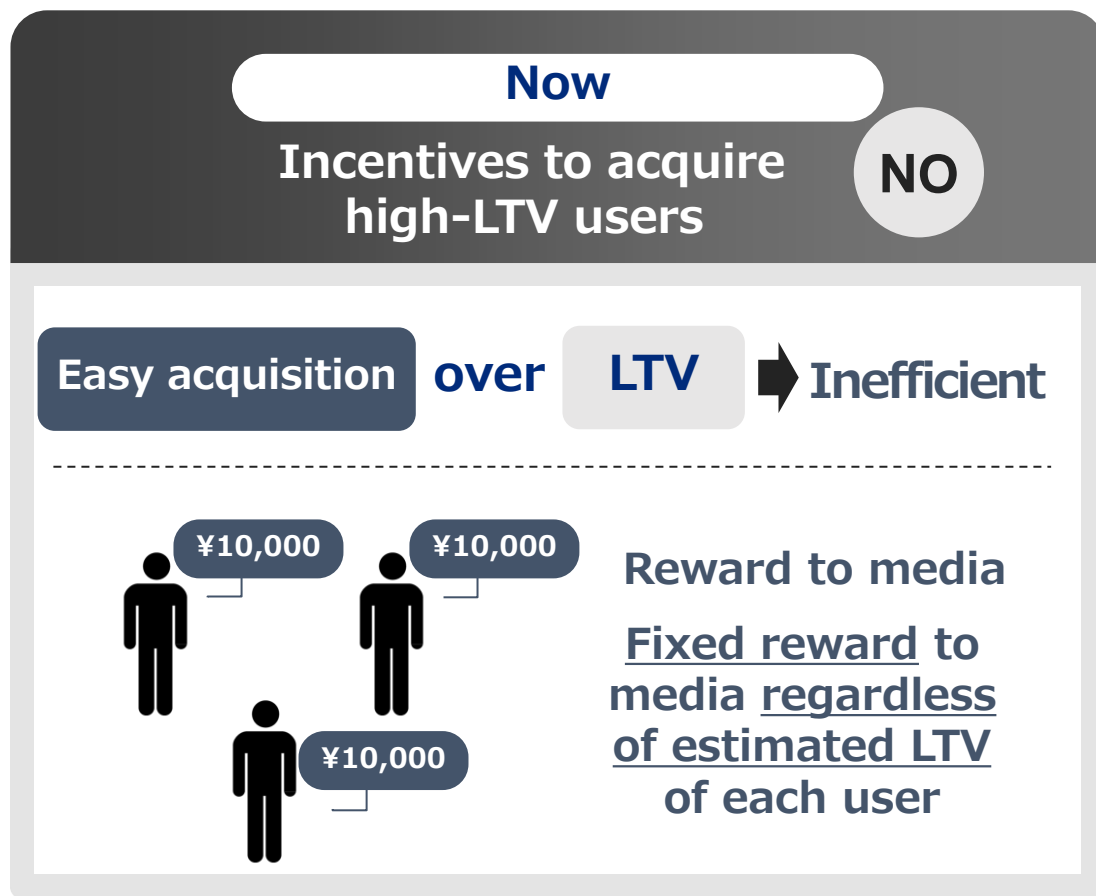 Now
Incentives to acquire
high-LTV users
NO
Easy acquisition over LTV Inefficient
¥10,000 ¥10,000
¥10,000
Reward to media
Fixed reward to
media regardless
of estimated LTV
of each user